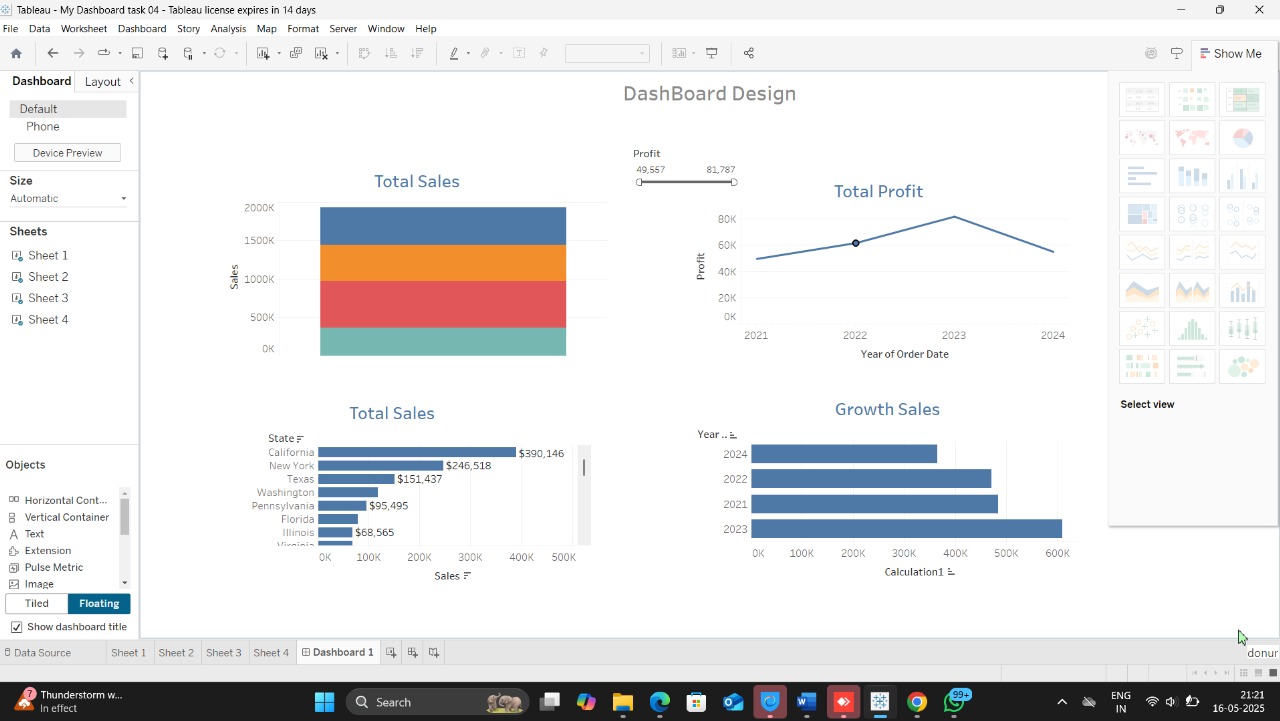 Tableau - My Dashboard task 04 - Tableau license expires in 14 days
File Data Worksheet Dashboard Story Analysis Map Format Server Window Help
Show Me
Dashboard Layout
Default
Phone
Device Preview
Size
Automatic
Sheets
Sheet 1
Sheet 2
Sheet 3
Sheet 4
Objects
Horizontal Cont...
Vertical Container
Text
Extension
Pulse Metric
Image
Tiled Floating
Show dashboard title
DashBoard Design
Profit
49,557 81,787
Total Sales
2000K
1500K
1000K
500K
0K
Sales
Total Profit
80K
60K
40K
20K
0K
Profit
2021 2022 2023 2024
Year of Order Date
Total Sales
State
California $390,146
New York $246,518
Texas $151,437
Washington
Pennsylvania $95,495
Florida
Illinois $68,565
Virginia
0K 100K 200K 300K 400K 500K
Sales
Growth Sales
Year ..
2024
2022
2021
2023
0K 100K 200K 300K 400K 500K 600K
Calculation1
Select view
donur
Data Source Sheet 1 Sheet 2 Sheet 3 Sheet 4 Dashboard 1
Thunderstorm w...
In effect
Search
99+
ENG
IN
21:21
16-05-2025